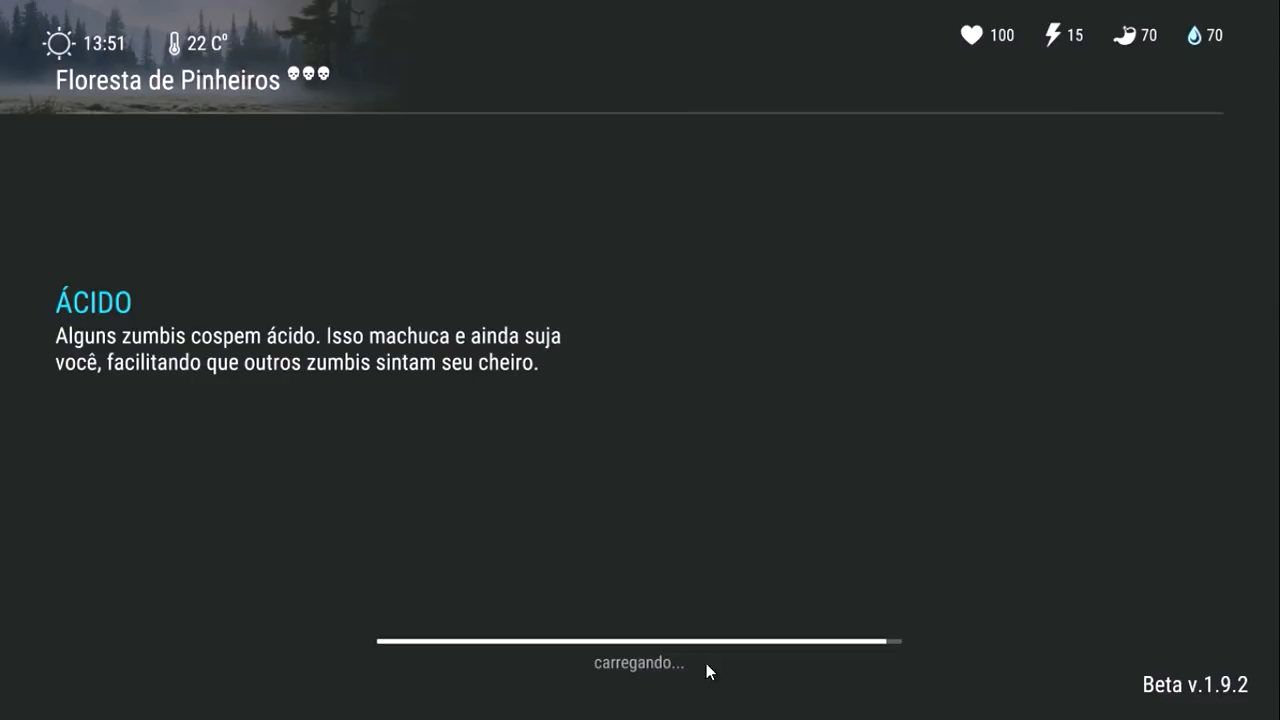 13:51 22 Cº
100 15 70 70
Floresta de Pinheiros
ÁCIDO
Alguns zumbis cospem ácido. Isso machuca e ainda suja
você, facilitando que outros zumbis sintam seu cheiro.
carregando...
Beta v.1.9.2